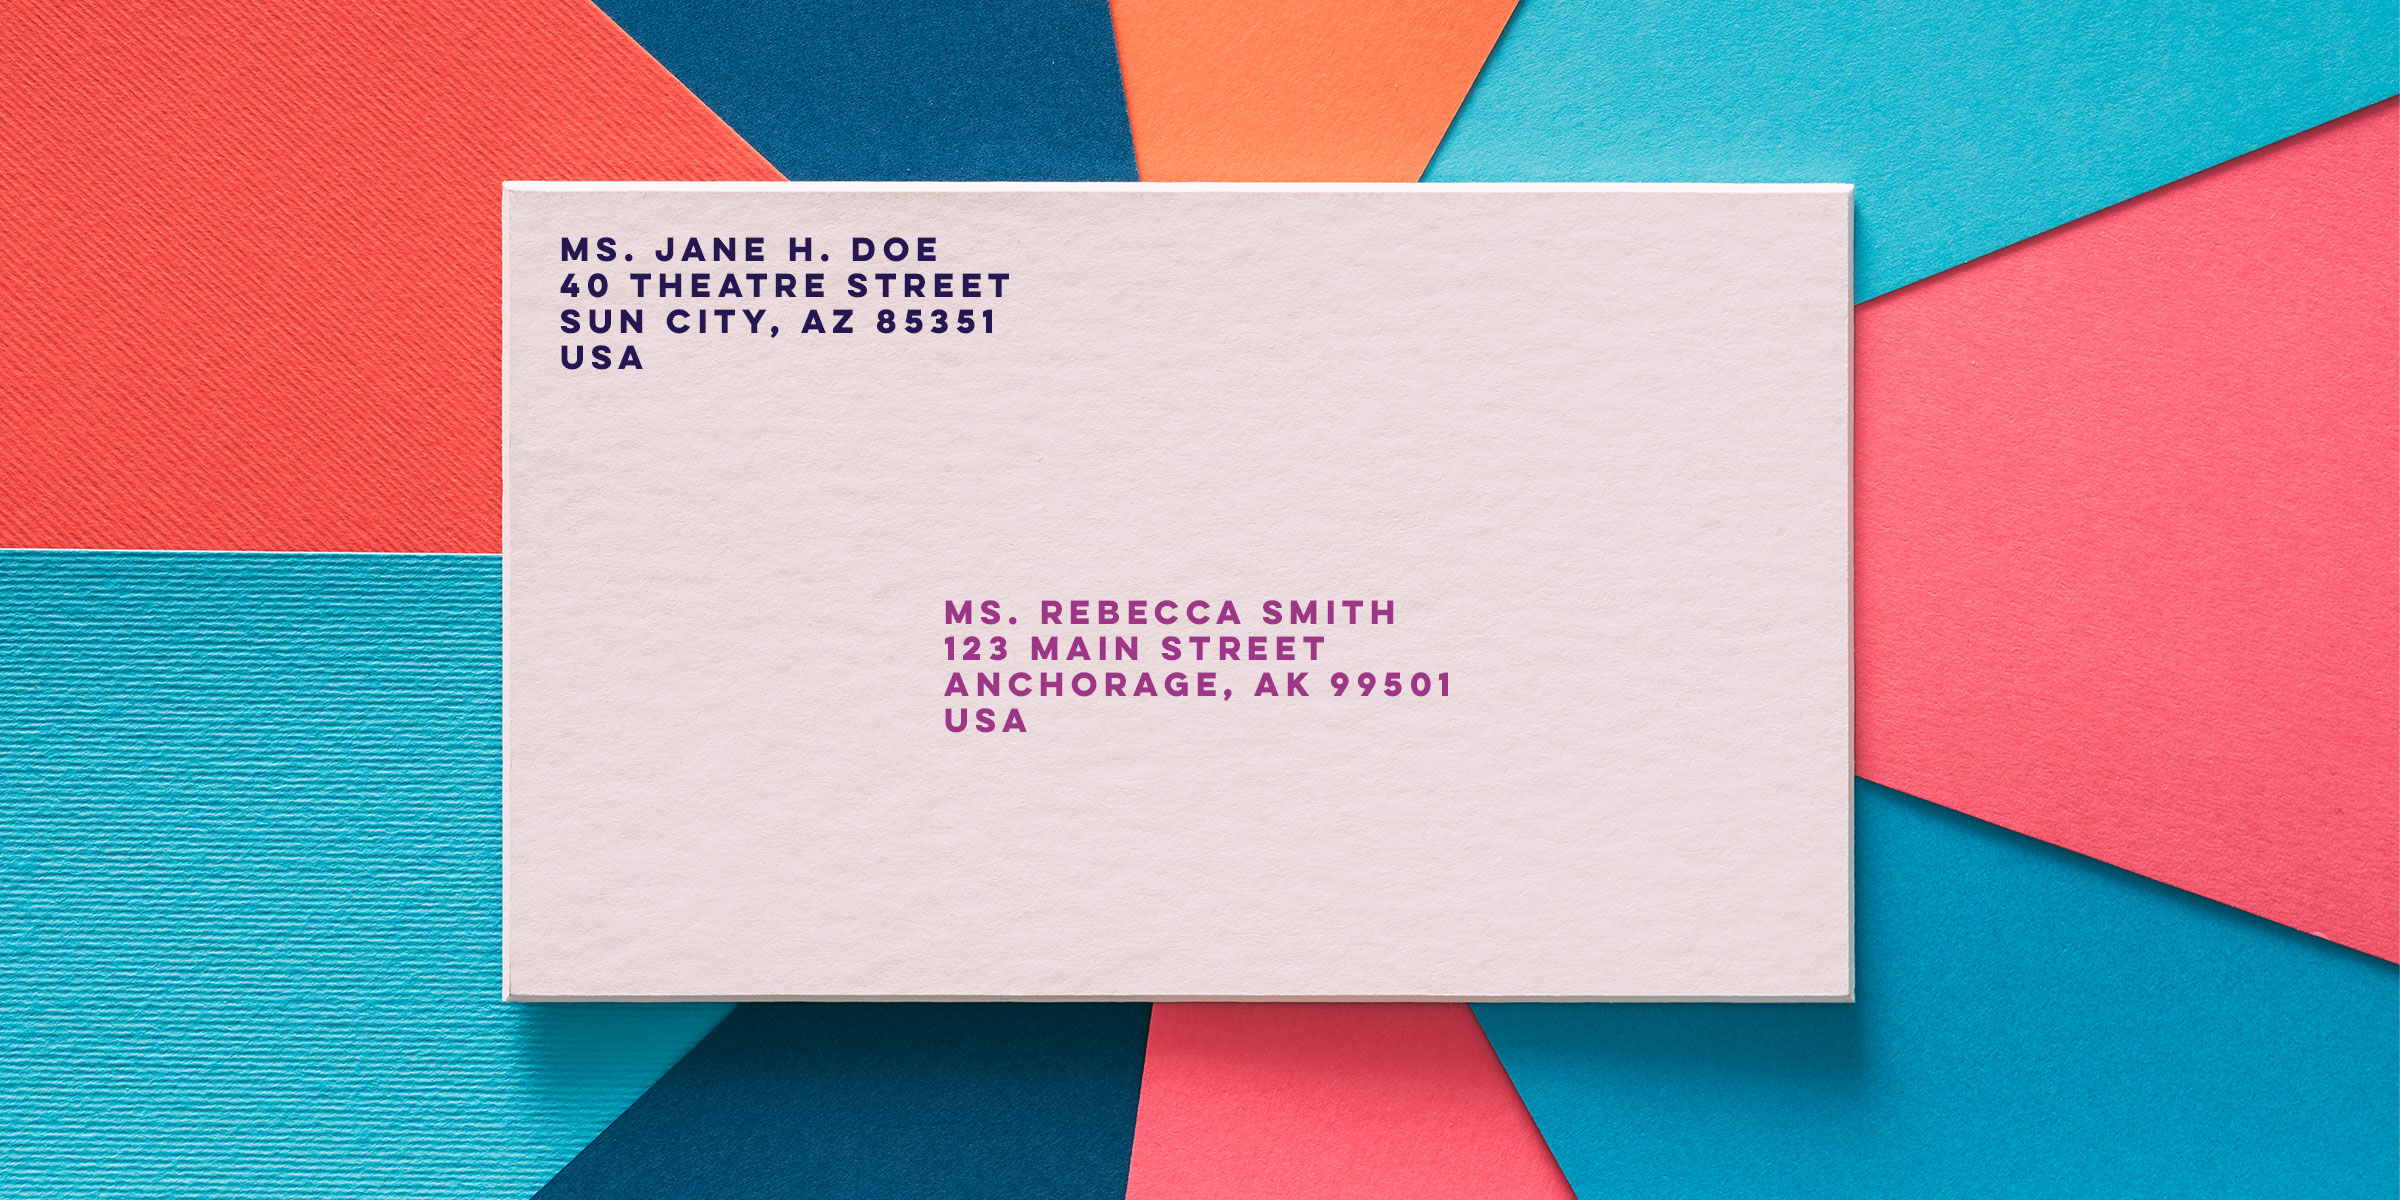 MS. JANE H. DOE
40 THEATRE STREET
SUN CITY, AZ 85351
USA
MS. REBECCA SMITH
123 MAIN STREET
ANCHORAGE, AK 99501
USA